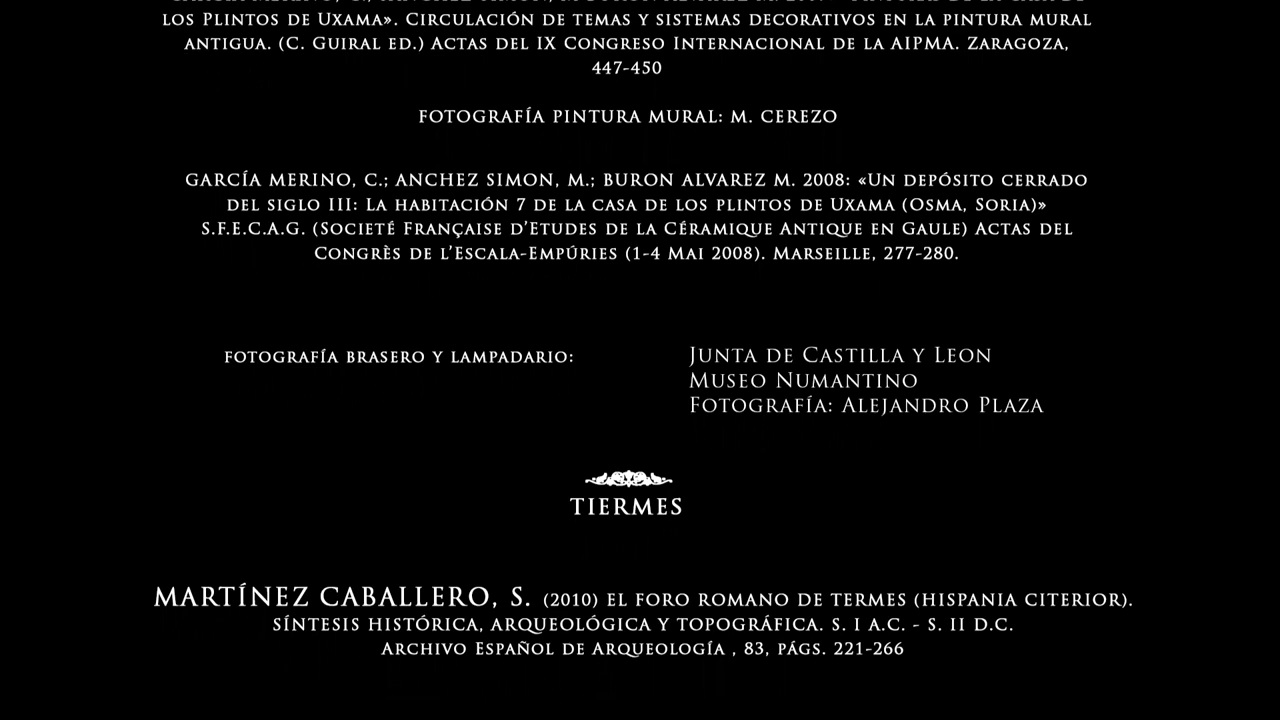 LOS PLINTOS DE UXAMA». CIRCULACIÓN DE TEMAS Y SISTEMAS DECORATIVOS EN LA PINTURA MURAL
ANTIGUA. (C. GUIRAL ED.) ACTAS DEL IX CONGRESO INTERNACIONAL DE LA AIPMA. ZARAGOZA,
447-450
FOTOGRAFÍA PINTURA MURAL: M. CEREZO
GARCÍA MERINO, C.; ANCHEZ SIMON, M.; BURON ALVAREZ M. 2008: «UN DEPÓSITO CERRADO
DEL SIGLO III: LA HABITACIÓN 7 DE LA CASA DE LOS PLINTOS DE UXAMA (OSMA, SORIA)»
S.F.E.C.A.G. (SOCIETÉ FRANÇAISE D'ETUDES DE LA CÉRAMIQUE ANTIQUE EN GAULE) ACTAS DEL
CONGRÈS DE L'ESCALA-EMPÚRIES (1-4 MAI 2008). MARSEILLE, 277-280.
FOTOGRAFÍA BRASERO Y LAMPADARIO:
JUNTA DE CASTILLA Y LEON
MUSEO NUMANTINO
FOTOGRAFÍA: ALEJANDRO PLAZA
TIERMES
MARTÍNEZ CABALLERO, S. (2010) EL FORO ROMANO DE TERMES (HISPANIA CITERIOR).
SÍNTESIS HISTÓRICA, ARQUEOLÓGICA Y TOPOGRÁFICA. S. I A.C. - S. II D.C.
ARCHIVO ESPAÑOL DE ARQUEOLOGÍA , 83, PÁGS. 221-266